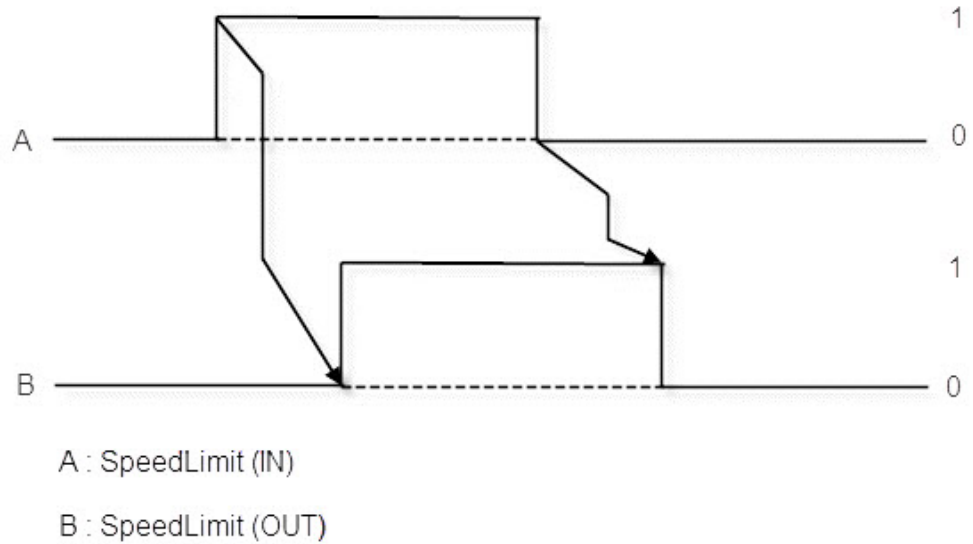 1
A 0
1
B 0
A : SpeedLimit (IN)
B : SpeedLimit (OUT)